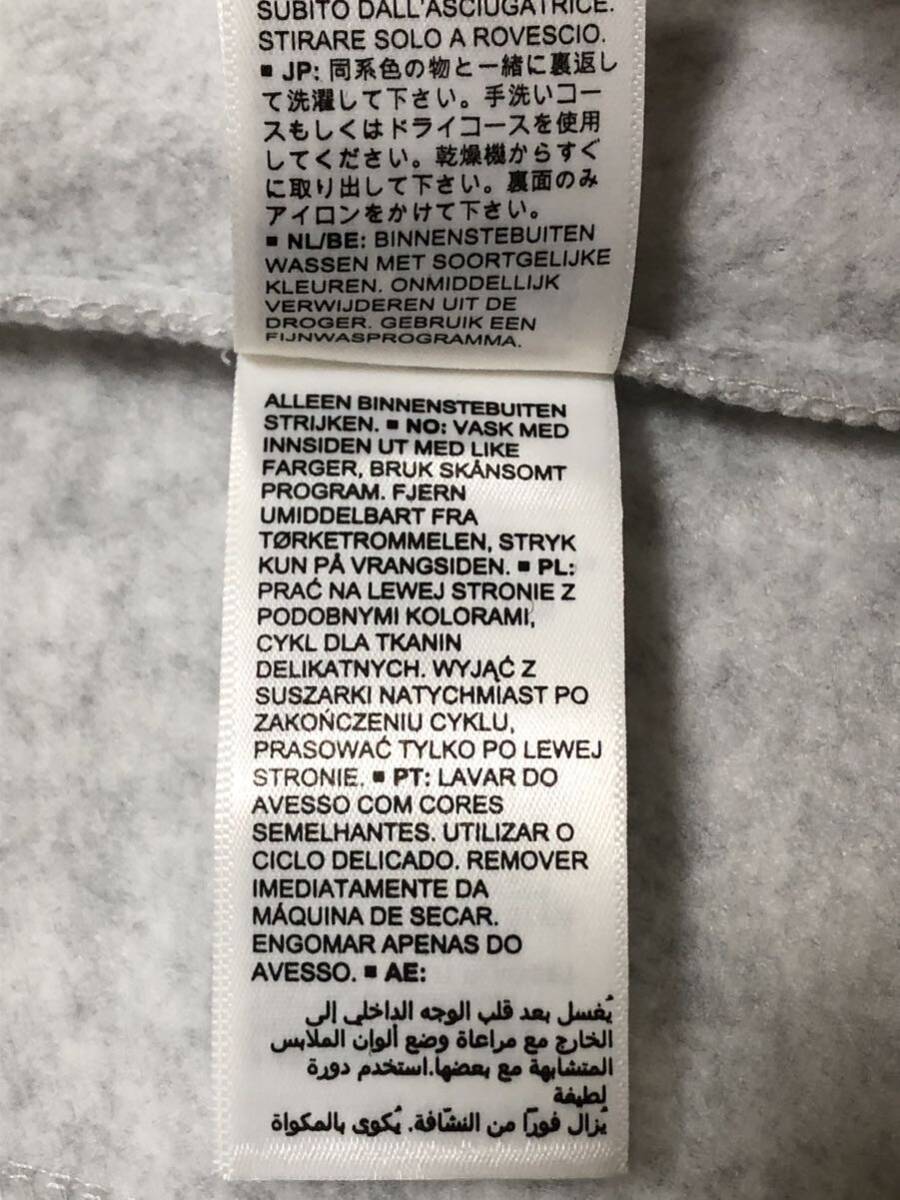 SUBITO DALL'ASCIUGATRICE.
STIRARE SOLO A ROVESCIO.
▪ JP: 同系色の物と一緒に裏返し
て洗濯して下さい。手洗いコー
スもしくはドライコースを使用
してください。乾燥機からすぐ
に取り出して下さい。裏面のみ
アイロンをかけて下さい。
▪ NL/BE: BINNENSTEBUITEN
WASSEN MET SOORTGELIJKE
KLEUREN. ONMIDDELLIJK
VERWIJDEREN UIT DE
DROGER. GEBRUIK EEN
FIJNWASPROGRAMMA.
ALLEEN BINNENSTEBUITEN
STRIJKEN. ▪ NO: VASK MED
INNSIDEN UT MED LIKE
FARGER, BRUK SKÅNSOMT
PROGRAM. FJERN
UMIDDELBART FRA
TØRKETROMMELEN, STRYK
KUN PÅ VRANGSIDEN. ▪ PL:
PRAĆ NA LEWEJ STRONIE Z
PODOBNYMI KOLORAMI,
CYKL DLA TKANIN
DELIKATNYCH. WYJĄĆ Z
SUSZARKI NATYCHMIAST PO
ZAKOŃCZENIU CYKLU,
PRASOWAĆ TYLKO PO LEWEJ
STRONIE. ▪ PT: LAVAR DO
AVESSO COM CORES
SEMELHANTES. UTILIZAR O
CICLO DELICADO. REMOVER
IMEDIATAMENTE DA
MÁQUINA DE SECAR.
ENGOMAR APENAS DO
AVESSO. ▪ AE:
يُغسل بعد قلب الوجه الداخلي إلى
الخارج مع مراعاة وضع ألوان الملابس
المتشابهة مع بعضها.استخدم دورة
لطيفة
يُزال فورًا من النشّافة. يُكوى بالمكواة